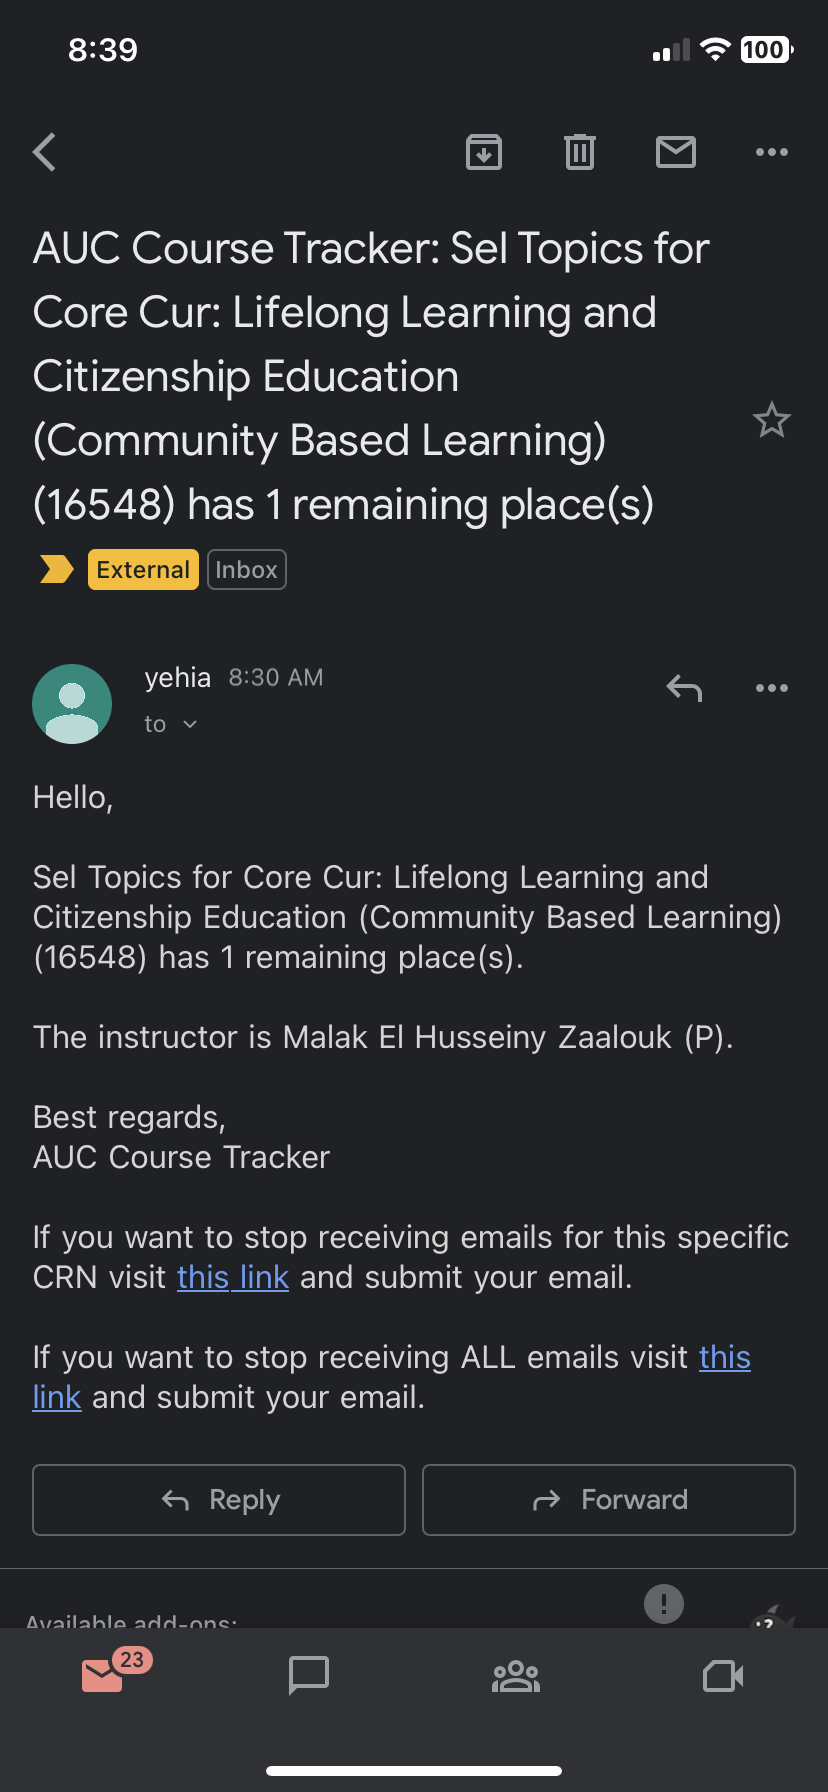 8:39
100
AUC Course Tracker: Sel Topics for
Core Cur: Lifelong Learning and
Citizenship Education
(Community Based Learning)
(16548) has 1 remaining place(s)
External
Inbox
yehia 8:30 AM
to
Hello,
Sel Topics for Core Cur: Lifelong Learning and
Citizenship Education (Community Based Learning)
(16548) has 1 remaining place(s).
The instructor is Malak El Husseiny Zaalouk (P).
Best regards,
AUC Course Tracker
If you want to stop receiving emails for this specific
CRN visit this link and submit your email.
If you want to stop receiving ALL emails visit this
link and submit your email.
Reply
Forward
Available add-ons:
23